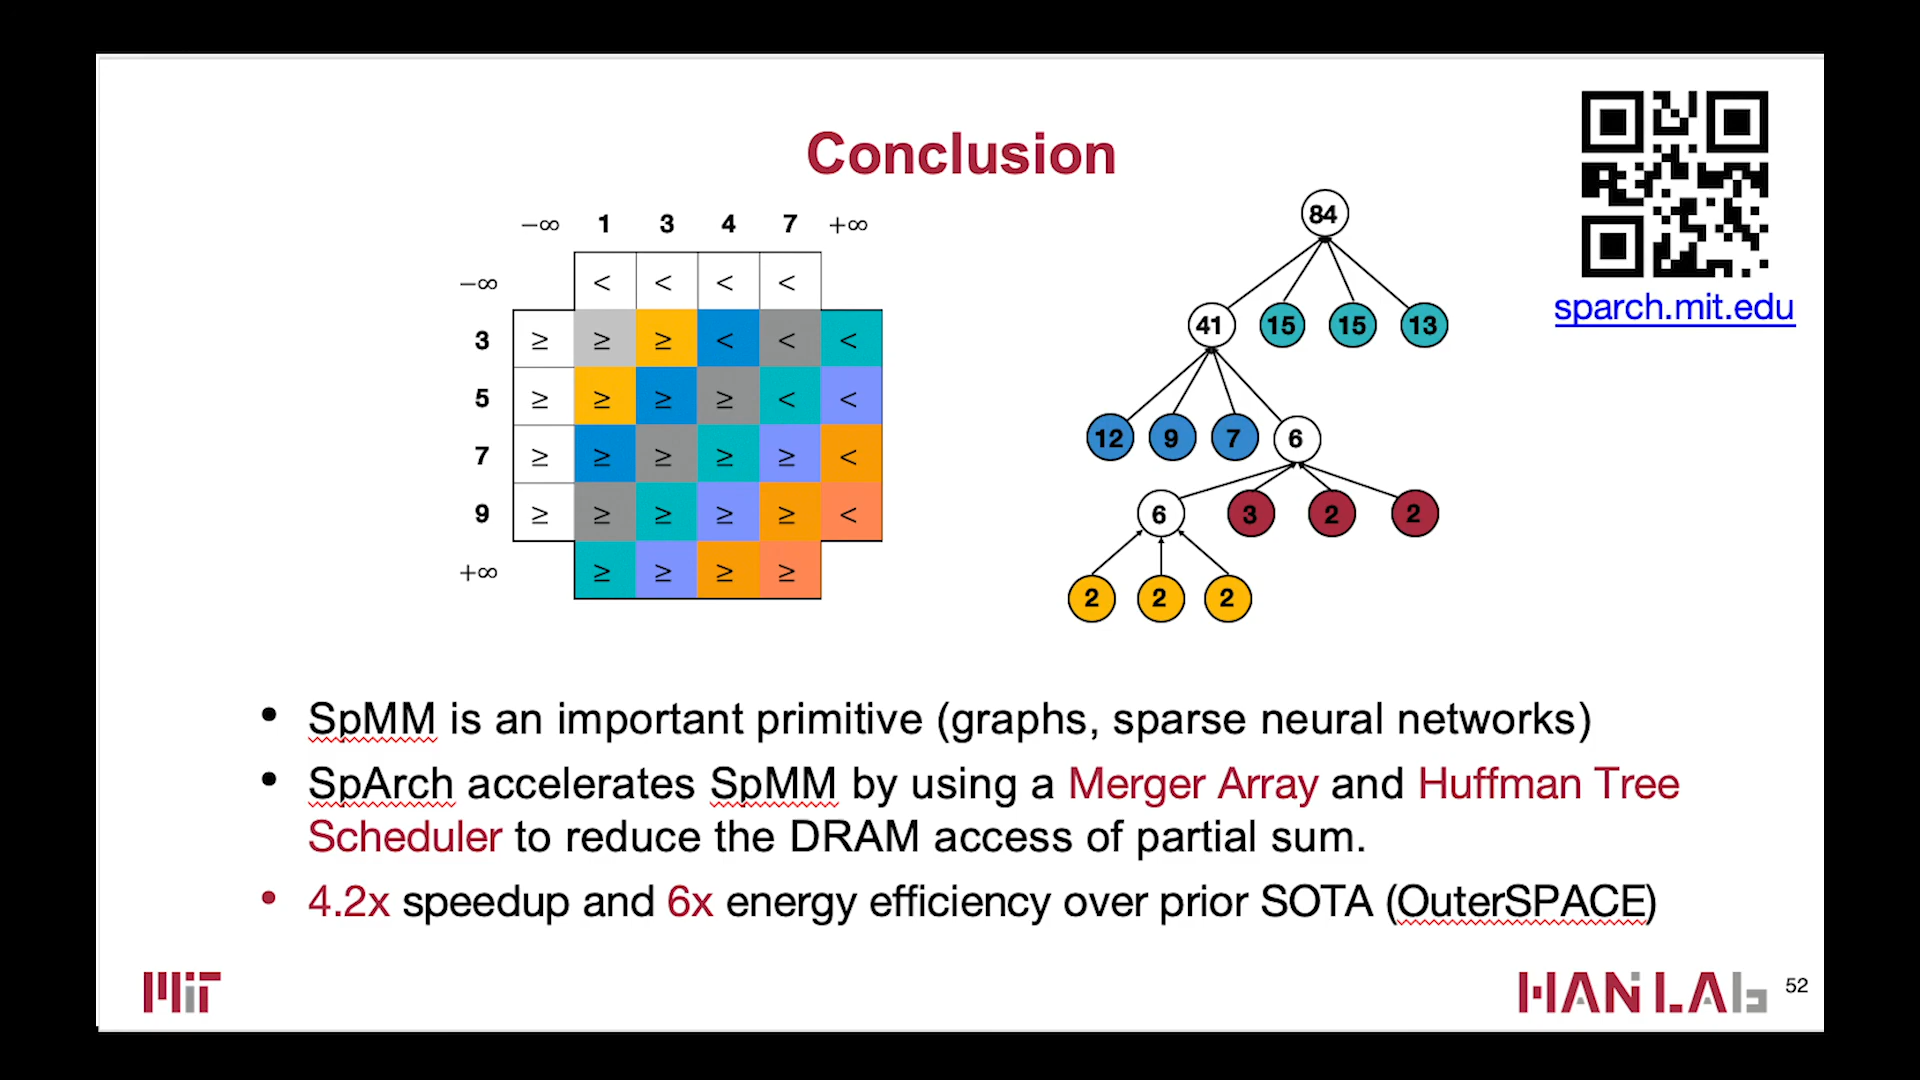 Conclusion
−∞ 1 3 4 7 +∞
−∞ < < < <
3 ≥ ≥ ≥ < < <
5 ≥ ≥ ≥ ≥ < <
7 ≥ ≥ ≥ ≥ ≥ <
9 ≥ ≥ ≥ ≥ ≥ <
+∞ ≥ ≥ ≥ ≥
84
41 15 15 13
12 9 7 6
6 3 2 2
2 2 2
sparch.mit.edu
• SpMM is an important primitive (graphs, sparse neural networks)
• SpArch accelerates SpMM by using a Merger Array and Huffman Tree
Scheduler to reduce the DRAM access of partial sum.
• 4.2x speedup and 6x energy efficiency over prior SOTA (OuterSPACE)
MIT
HAN LAb
52